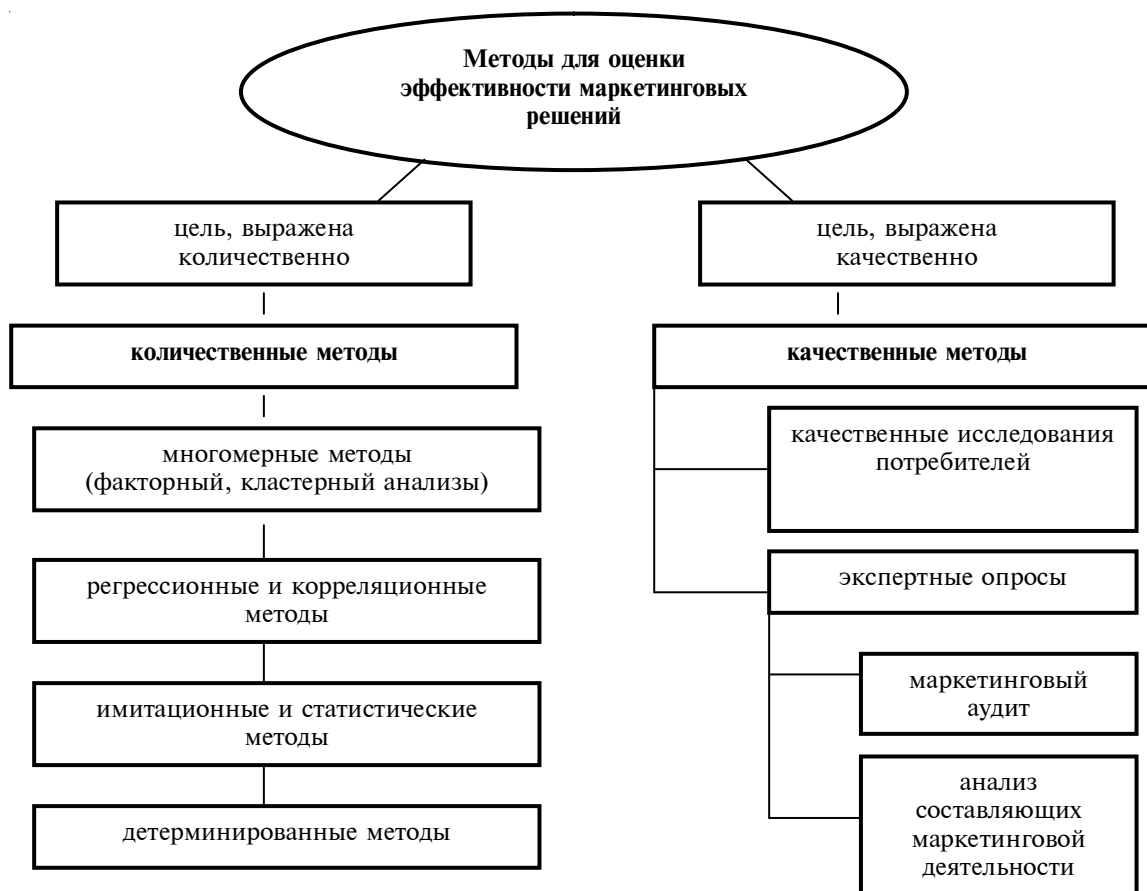 Методы для оценки
эффективности маркетинговых
решений
цель, выражена
количественно
цель, выражена
качественно
количественные методы
качественные методы
многомерные методы
(факторный, кластерный анализы)
регрессионные и корреляционные
методы
имитационные и статистические
методы
детерминированные методы
качественные исследования
потребителей
экспертные опросы
маркетинговый
аудит
анализ
составляющих
маркетинговой
деятельности